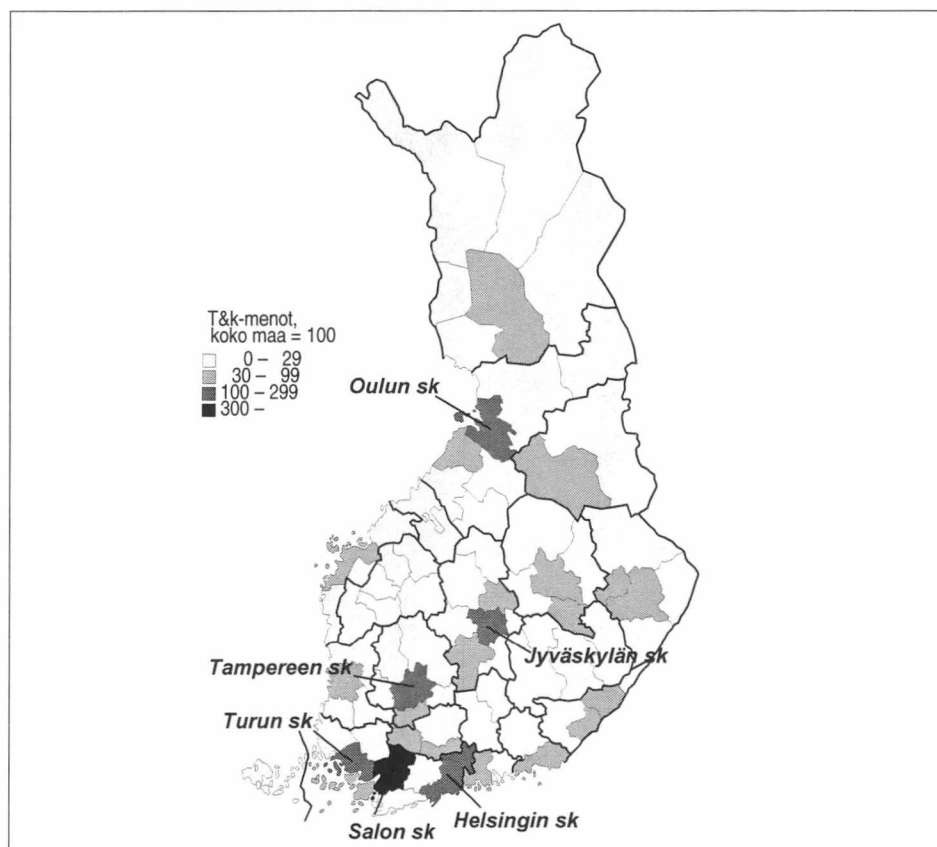 T&k-menot,
koko maa = 100
0 – 29
30 – 99
100 – 299
300 –
Oulun sk
Jyväskylän sk
Tampereen sk
Turun sk
Helsingin sk
Salon sk